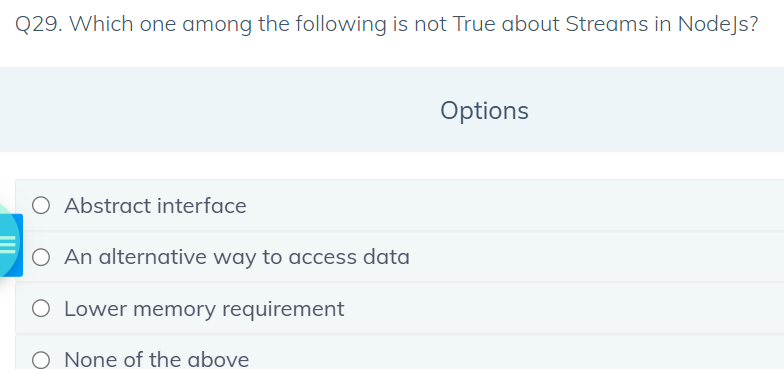 Q29. Which one among the following is not True about Streams in NodeJs?
Options
Abstract interface
An alternative way to access data
Lower memory requirement
None of the above